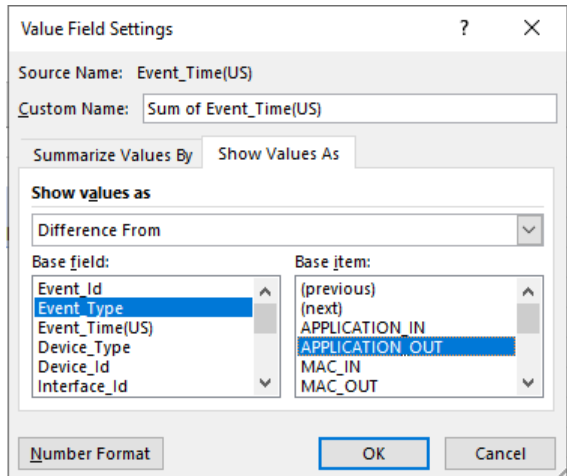 Value Field Settings ? ×
Source Name: Event_Time(US)
Custom Name: Sum of Event_Time(US)
Summarize Values By Show Values As
Show values as
Difference From
Base field: Base item:
Event_Id (previous)
Event_Type (next)
Event_Time(US) APPLICATION_IN
Device_Type APPLICATION_OUT
Device_Id MAC_IN
Interface_Id MAC_OUT
Number Format OK Cancel